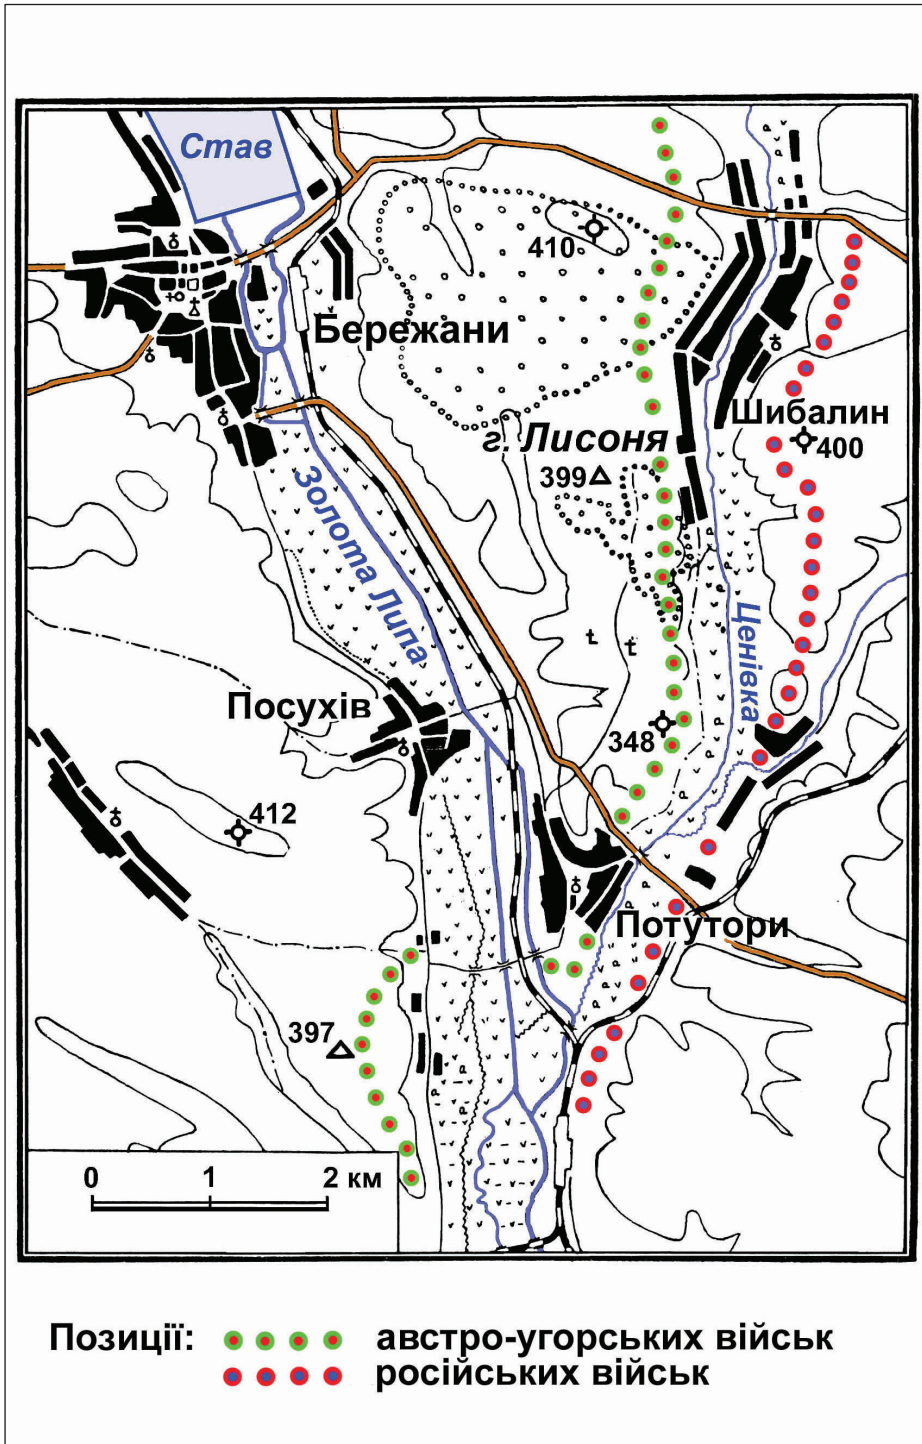 Став
410
Бережани
Шибалин
г. Лисоня
400
399
Золота Липа
Ценівка
Посухів
348
412
Потутори
397
0 1 2 км
Позиції: австро-угорських військ
російських військ